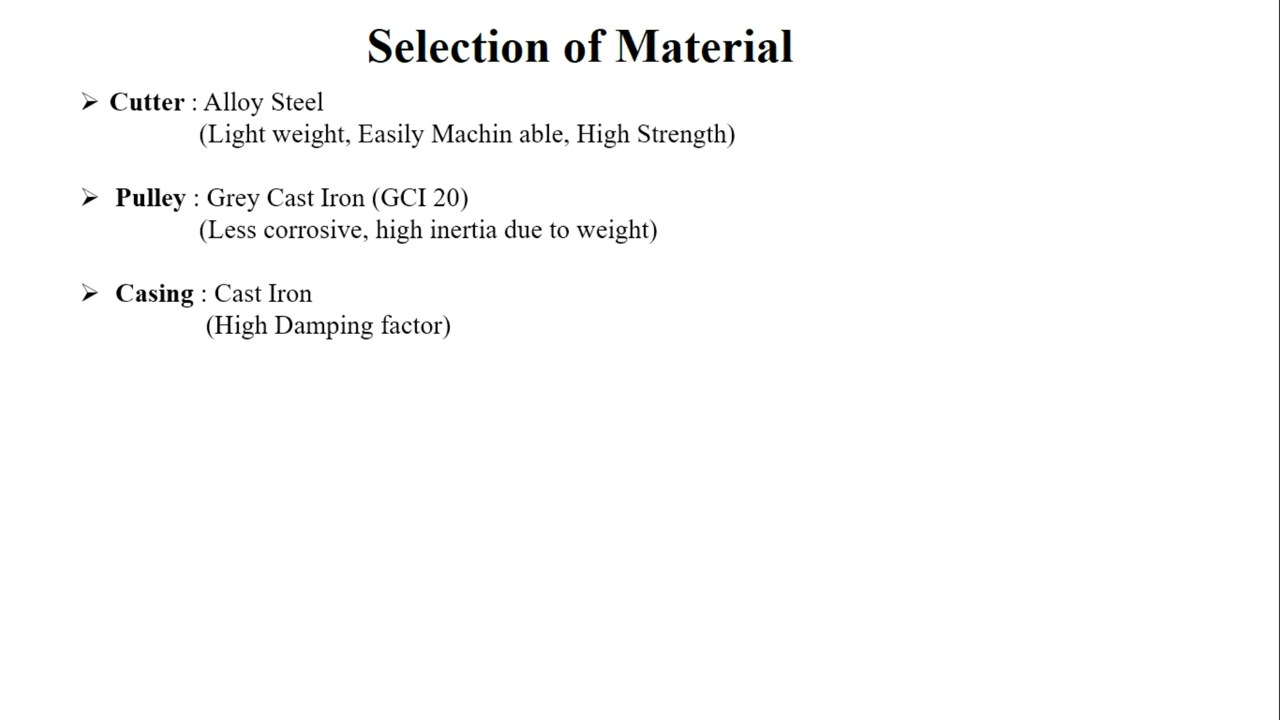 Selection of Material
➢ Cutter : Alloy Steel
(Light weight, Easily Machin able, High Strength)
➢ Pulley : Grey Cast Iron (GCI 20)
(Less corrosive, high inertia due to weight)
➢ Casing : Cast Iron
(High Damping factor)